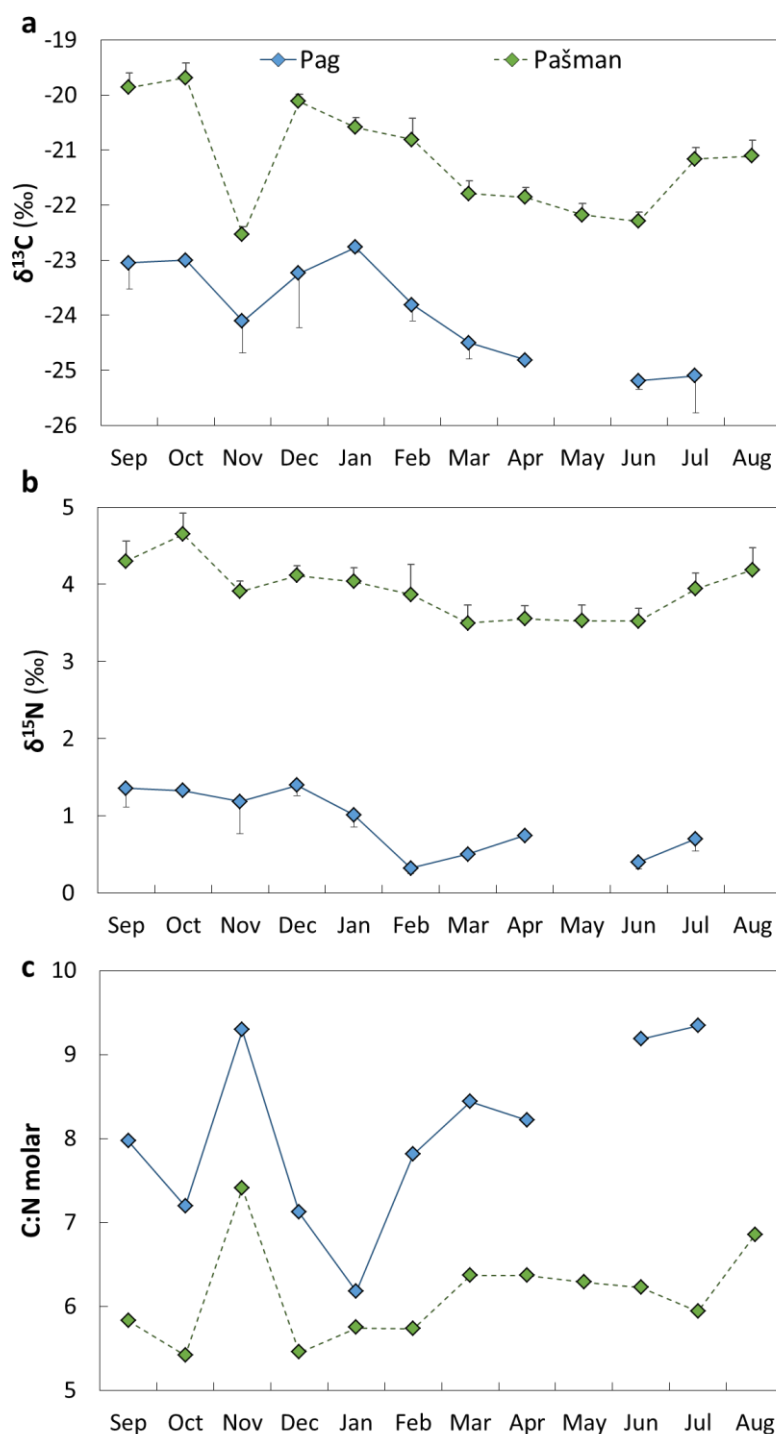 a
Pag Pašman
-19
-20
-21
-22
-23
-24
-25
-26
δ¹³C (‰)
Sep Oct Nov Dec Jan Feb Mar Apr May Jun Jul Aug
b
5
4
3
2
1
0
δ¹⁵N (‰)
Sep Oct Nov Dec Jan Feb Mar Apr May Jun Jul Aug
c
10
9
8
7
6
5
C:N molar
Sep Oct Nov Dec Jan Feb Mar Apr May Jun Jul Aug